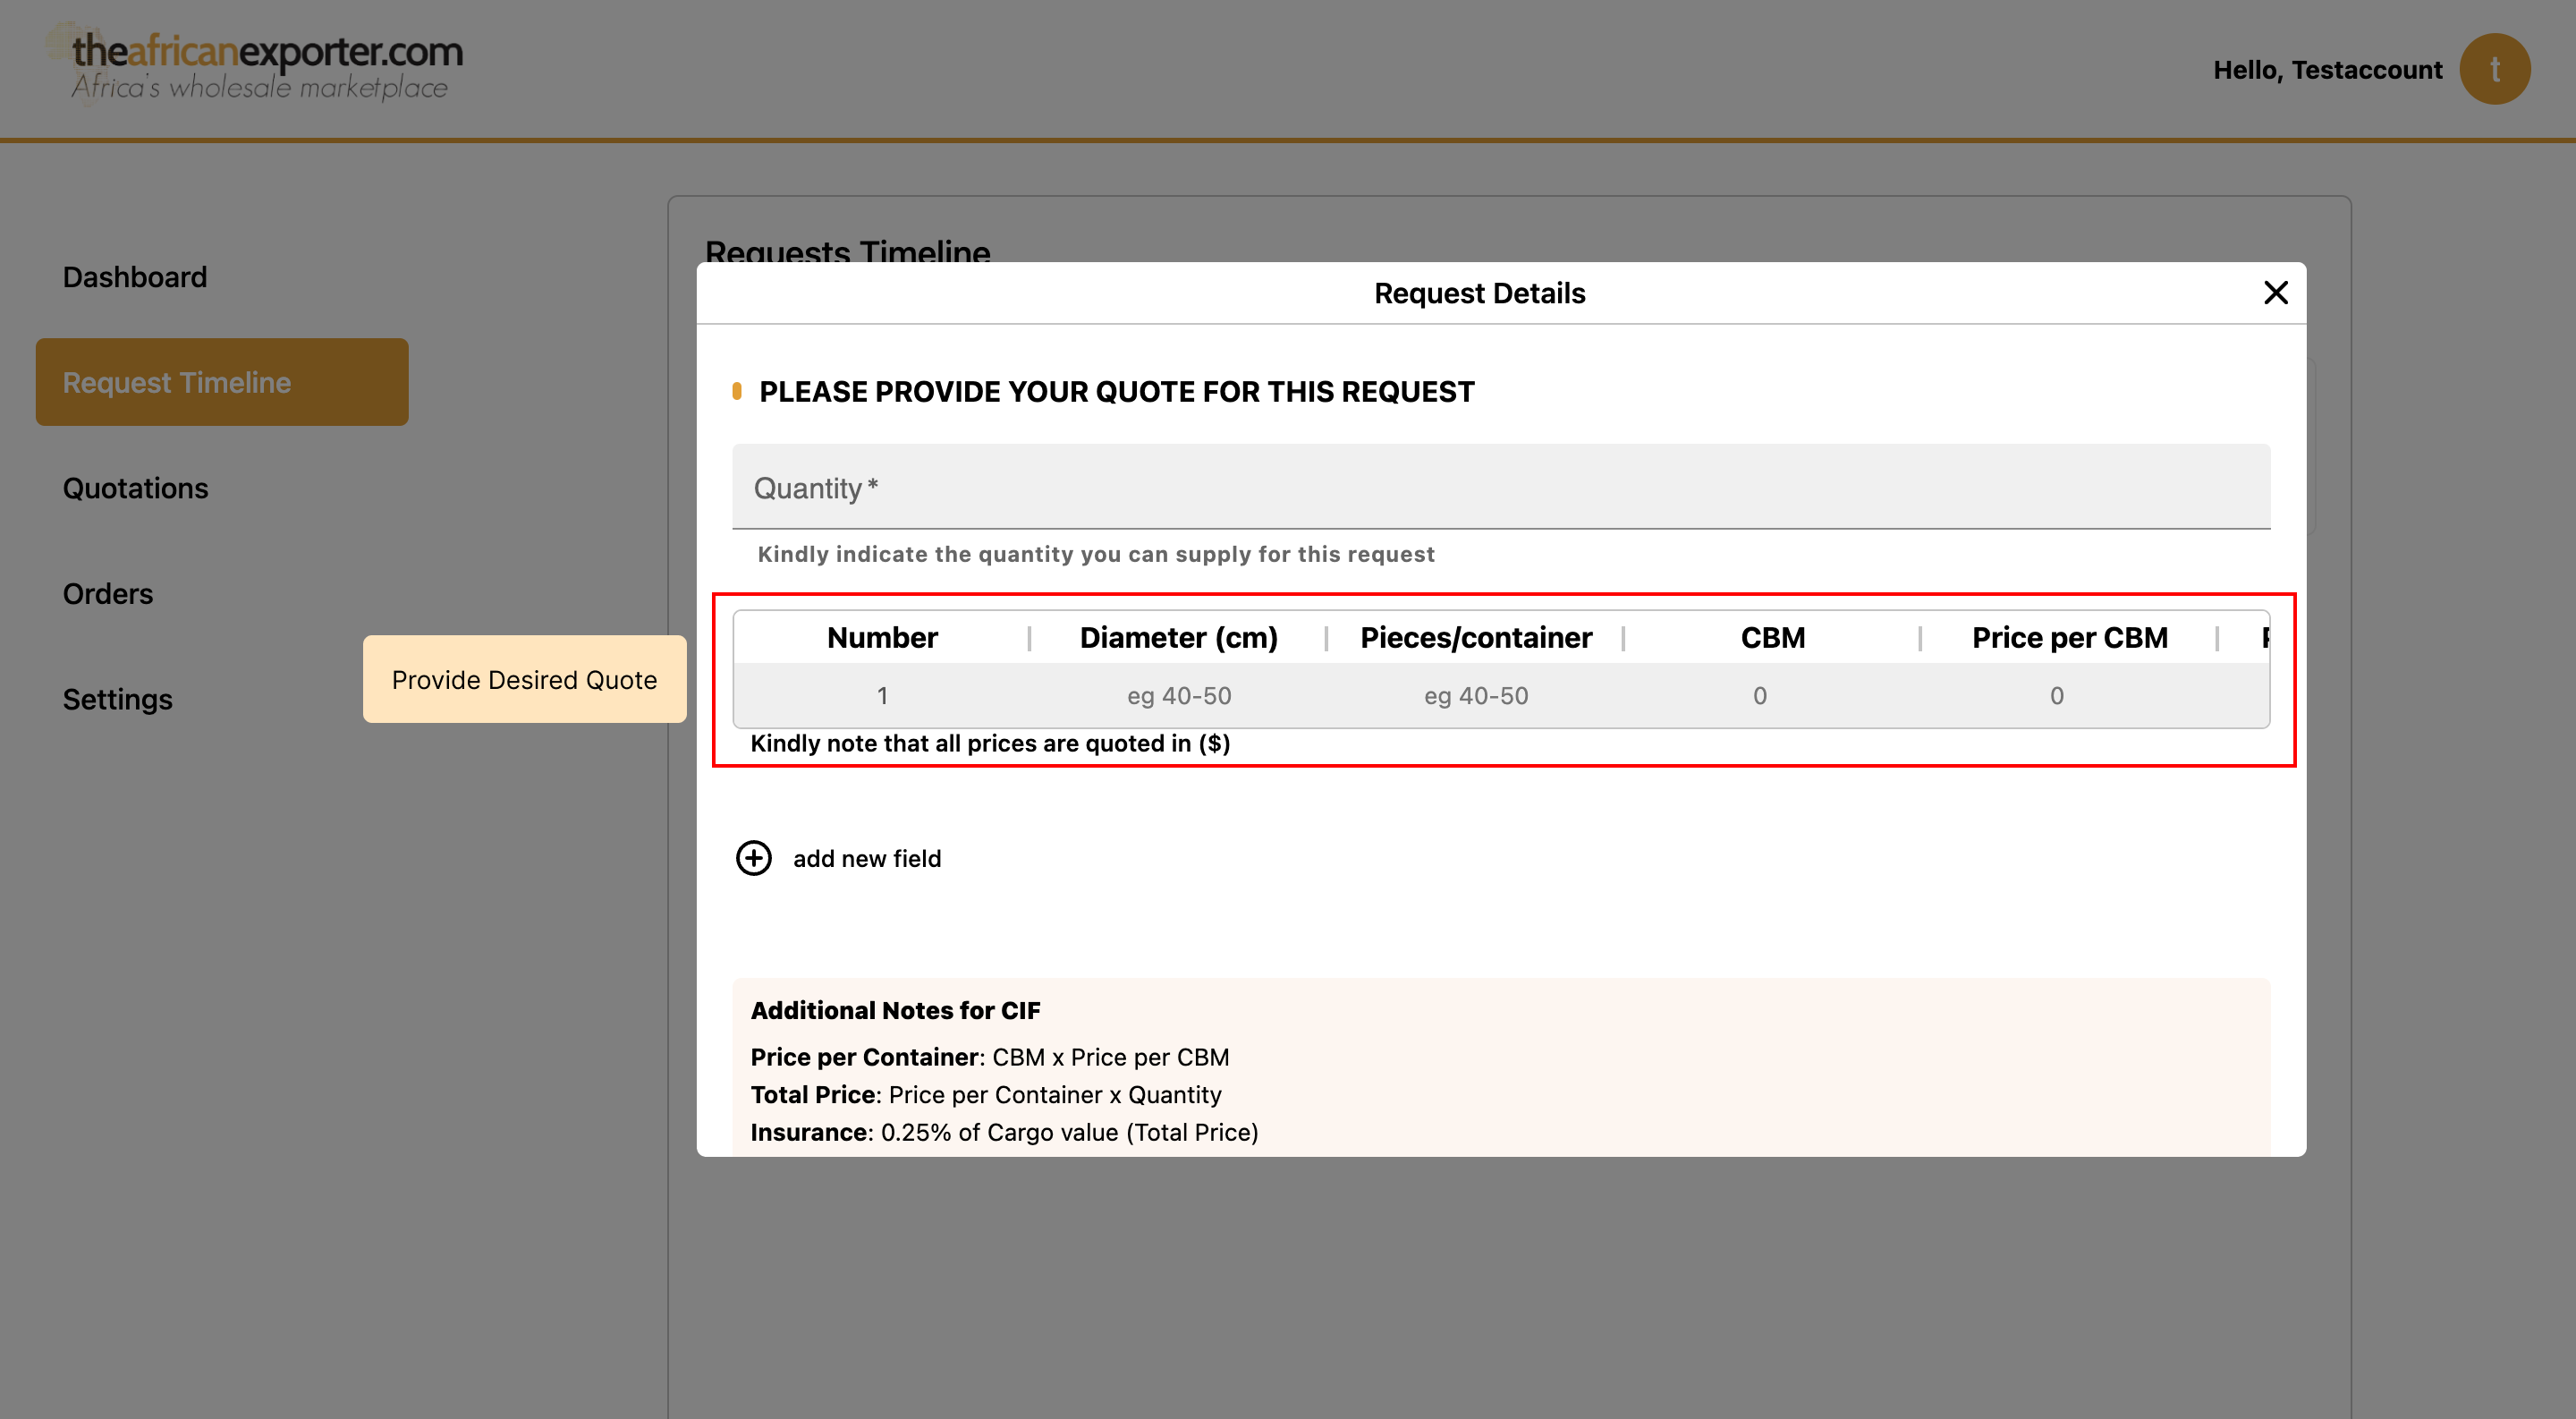 theafricanexporter.com
Africa's wholesale marketplace
Hello, Testaccount
t
Dashboard
Request Timeline
Quotations
Orders
Settings
Requests Timeline
Request Details
PLEASE PROVIDE YOUR QUOTE FOR THIS REQUEST
Quantity *
Kindly indicate the quantity you can supply for this request
Provide Desired Quote
Number | Diameter (cm) | Pieces/container | CBM | Price per CBM |
1 eg 40-50 eg 40-50 0 0
Kindly note that all prices are quoted in ($)
add new field
Additional Notes for CIF
Price per Container: CBM x Price per CBM
Total Price: Price per Container x Quantity
Insurance: 0.25% of Cargo value (Total Price)